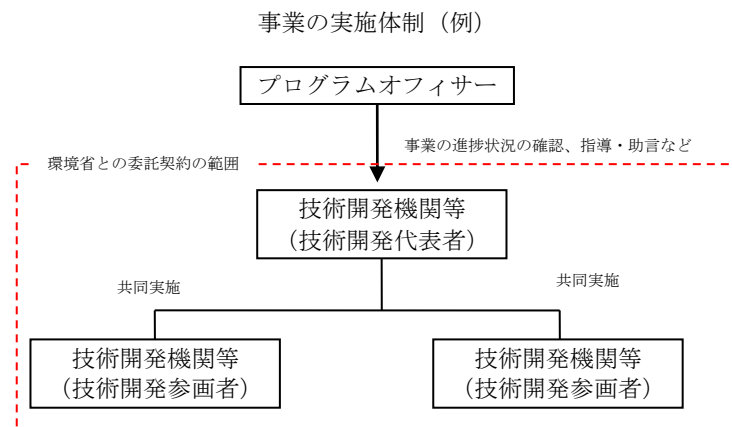 事業の実施体制（例）
プログラムオフィサー
事業の進捗状況の確認、指導・助言など
環境省との委託契約の範囲
技術開発機関等
（技術開発代表者）
共同実施
共同実施
技術開発機関等
（技術開発参画者）
技術開発機関等
（技術開発参画者）